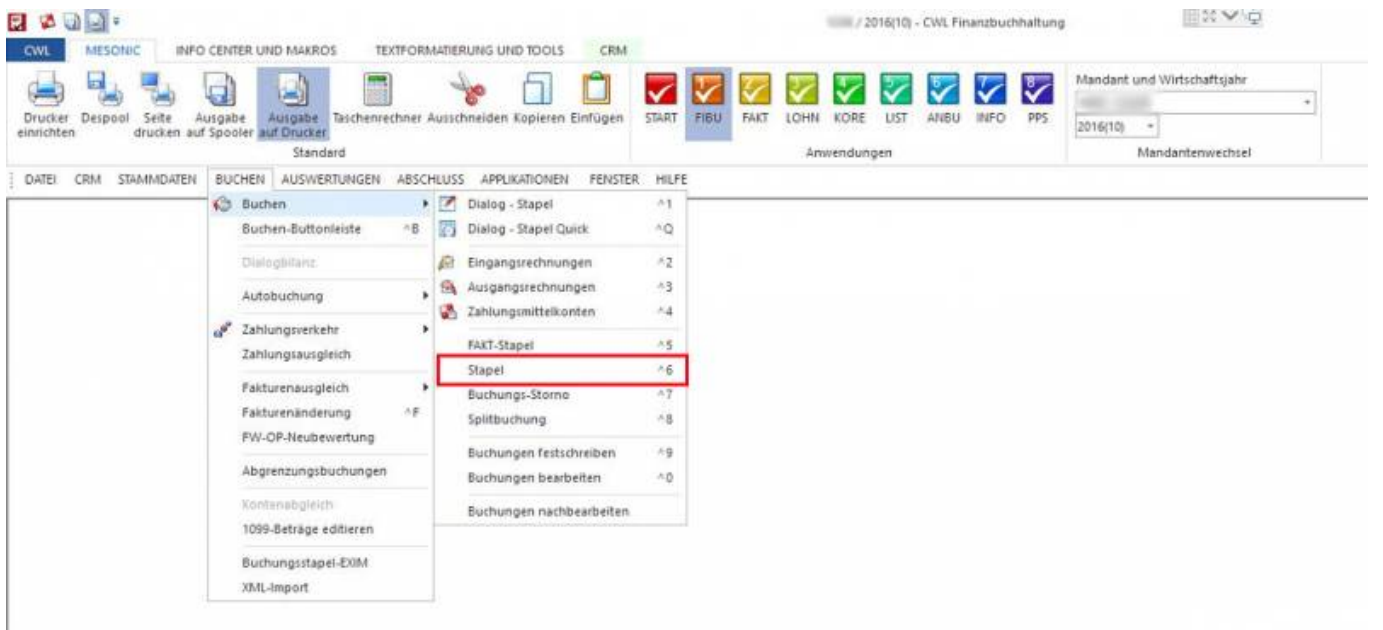 / 2016(10) - CWL Finanzbuchhaltung
CWL MESONIC INFO CENTER UND MAKROS TEXTFORMATIERUNG UND TOOLS CRM
Drucker einrichten
Despool
Seite drucken
Ausgabe auf Spooler
Ausgabe auf Drucker
Taschenrechner
Ausschneiden
Kopieren
Einfügen
Standard
START FIBU FAKT LOHN KORE LIST ANBU INFO PPS
Anwendungen
Mandant und Wirtschaftsjahr
2016(10)
Mandantenwechsel
DATEI CRM STAMMDATEN BUCHEN AUSWERTUNGEN ABSCHLUSS APPLIKATIONEN FENSTER HILFE
Buchen
Buchen-Buttonleiste ^B
Dialogbilanz
Autobuchung
Zahlungsverkehr
Zahlungsausgleich
Fakturenausgleich
Fakturenänderung ^F
FW-OP-Neubewertung
Abgrenzungsbuchungen
Kontenabgleich
1099-Beträge editieren
Buchungsstapel-EXIM
XML-Import
Dialog - Stapel ^1
Dialog - Stapel Quick ^Q
Eingangsrechnungen ^2
Ausgangsrechnungen ^3
Zahlungsmittelkonten ^4
FAKT-Stapel ^5
Stapel ^6
Buchungs-Storno ^7
Splitbuchung ^8
Buchungen festschreiben ^9
Buchungen bearbeiten ^0
Buchungen nachbearbeiten